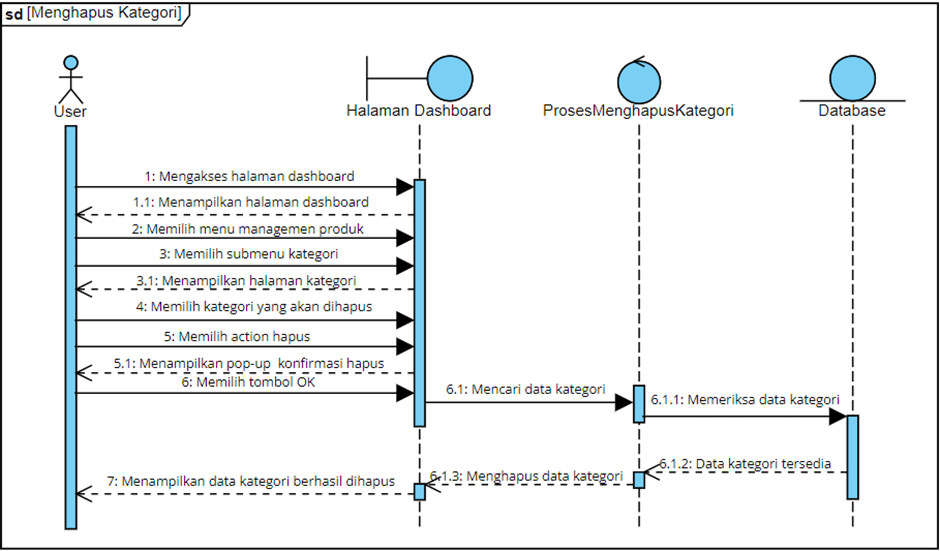 sd [Menghapus Kategori]
User
Halaman Dashboard
ProsesMenghapusKategori
Database
1: Mengakses halaman dashboard
1.1: Menampilkan halaman dashboard
2: Memilih menu managemen produk
3: Memilih submenu kategori
3.1: Menampilkan halaman kategori
4: Memilih kategori yang akan dihapus
5: Memilih action hapus
5.1: Menampilkan pop-up konfirmasi hapus
6: Memilih tombol OK
6.1: Mencari data kategori
6.1.1: Memeriksa data kategori
6.1.2: Data kategori tersedia
6.1.3: Menghapus data kategori
7: Menampilkan data kategori berhasil dihapus